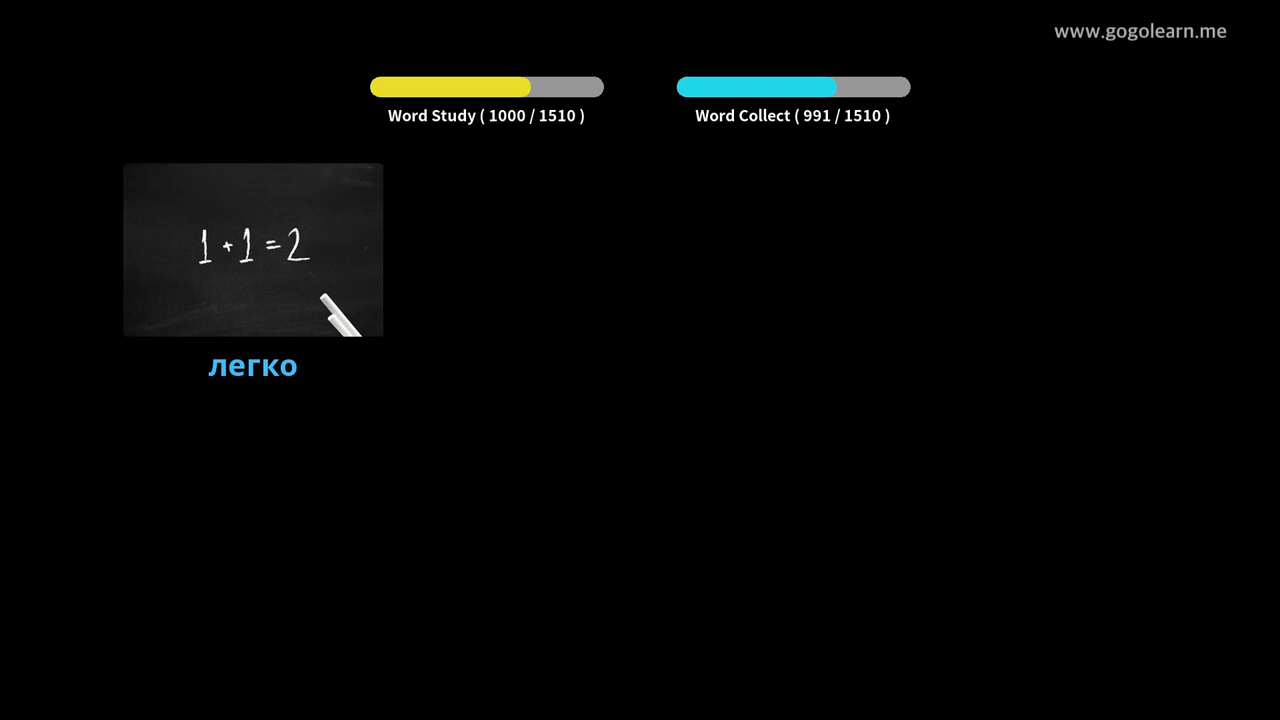 www.gogolearn.me
Word Study ( 1000 / 1510 )
Word Collect ( 991 / 1510 )
1 + 1 = 2
легко